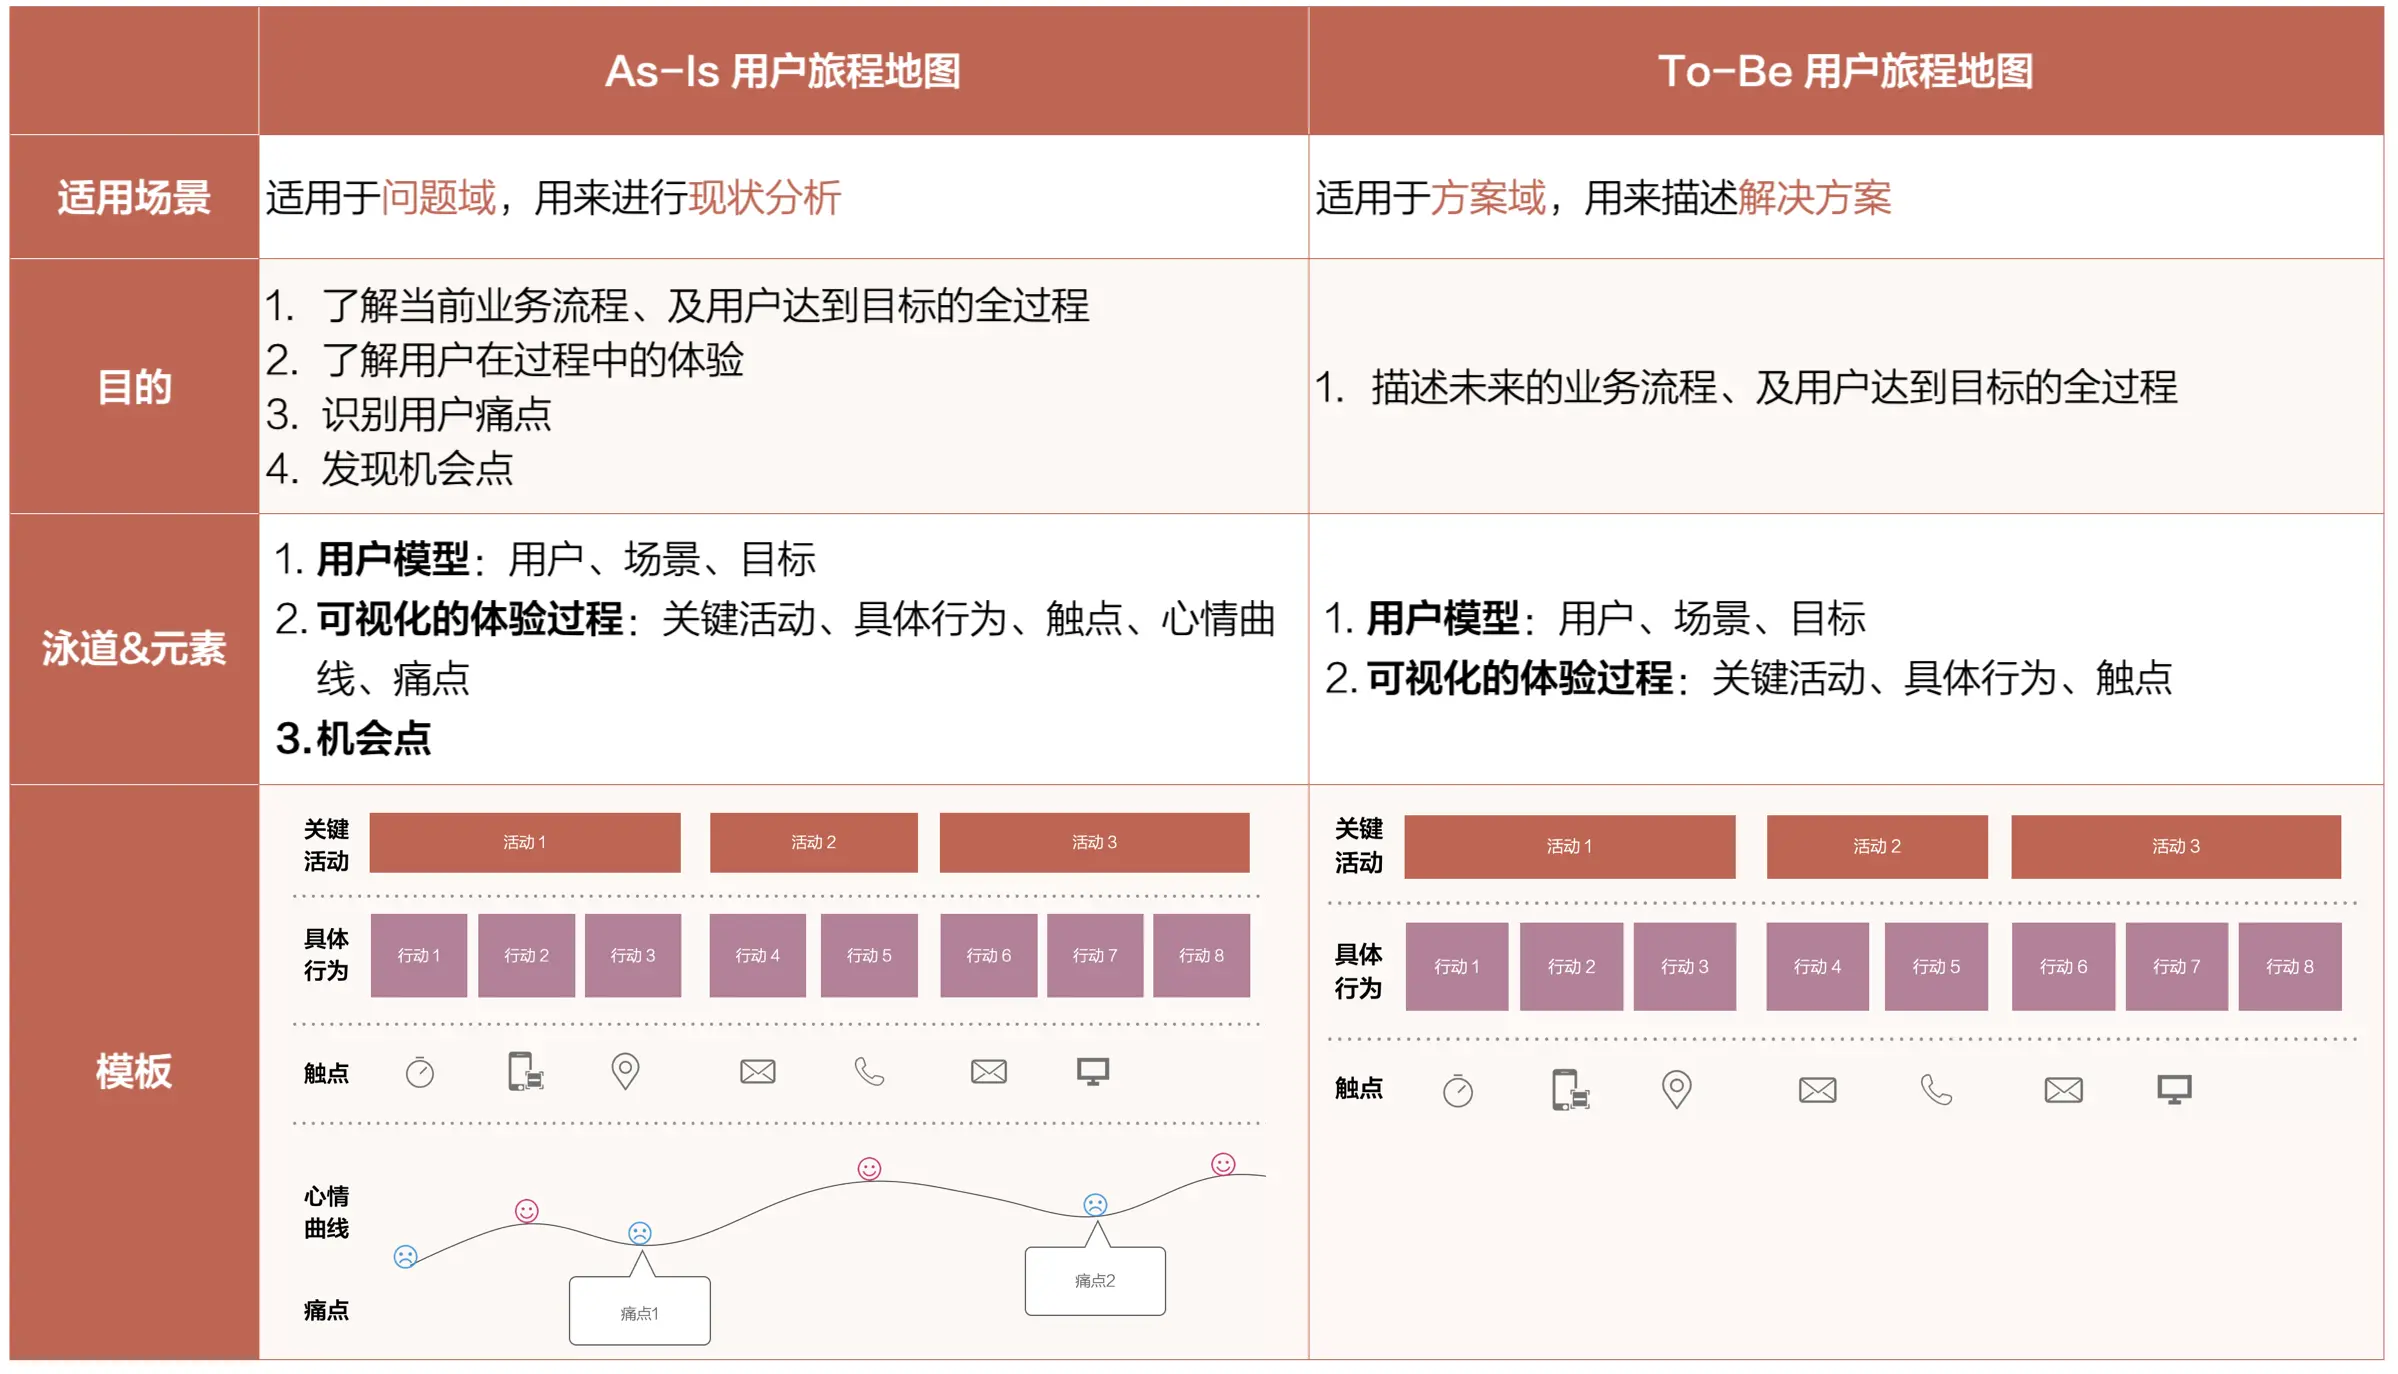 As-Is 用户旅程地图
To-Be 用户旅程地图
适用场景
适用于问题域，用来进行现状分析
适用于方案域，用来描述解决方案
目的
1. 了解当前业务流程、及用户达到目标的全过程
2. 了解用户在过程中的体验
3. 识别用户痛点
4. 发现机会点
1. 描述未来的业务流程、及用户达到目标的全过程
泳道&元素
1. 用户模型：用户、场景、目标
2. 可视化的体验过程：关键活动、具体行为、触点、心情曲
线、痛点
3. 机会点
1. 用户模型：用户、场景、目标
2. 可视化的体验过程：关键活动、具体行为、触点
模板
关键
活动
活动 1
活动 2
活动 3
具体
行为
行动 1
行动 2
行动 3
行动 4
行动 5
行动 6
行动 7
行动 8
触点
心情
曲线
痛点
痛点1
痛点2
关键
活动
活动 1
活动 2
活动 3
具体
行为
行动 1
行动 2
行动 3
行动 4
行动 5
行动 6
行动 7
行动 8
触点